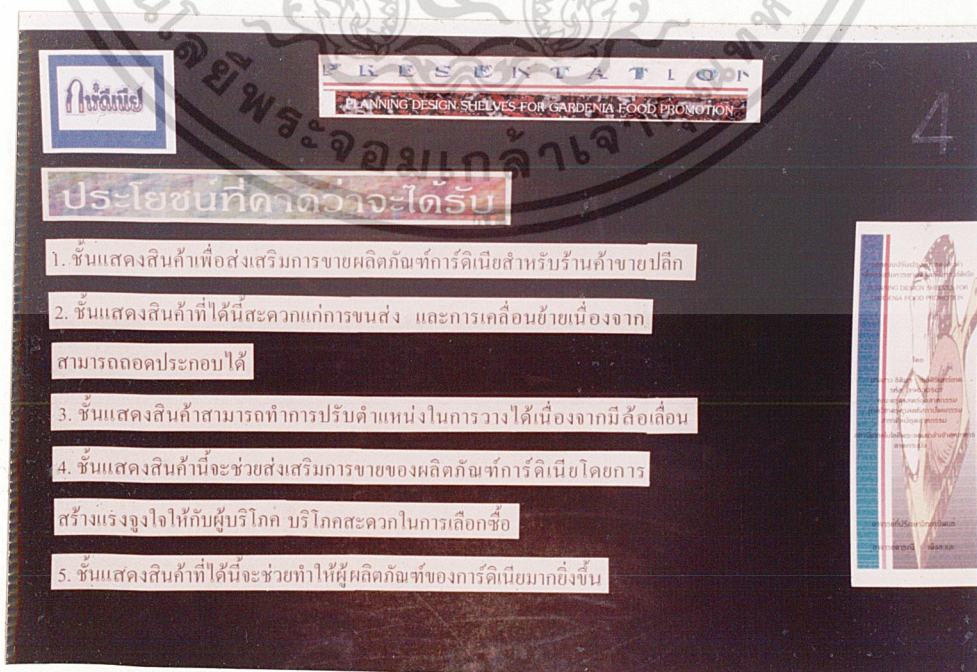 การ์ดีเนีย
PRESENTATION
PLANNING DESIGN SHELVES FOR GARDENIA FOOD PROMOTION
4
ประโยชน์ที่คาดว่าจะได้รับ
1. ชั้นแสดงสินค้าเพื่อส่งเสริมการขายผลิตภัณฑ์การ์ดิเนียสำหรับร้านค้าขายปลีก
2. ชั้นแสดงสินค้าที่ได้นี้สะดวกแก่การขนส่ง และการเคลื่อนย้ายเนื่องจาก
สามารถถอดประกอบได้
3. ชั้นแสดงสินค้าสามารถทำการปรับตำแหน่งในการวางได้เนื่องจากมีล้อเลื่อน
4. ชั้นแสดงสินค้านี้จะช่วยส่งเสริมการขายของผลิตภัณฑ์การ์ดิเนียโดยการ
สร้างแรงจูงใจให้กับผู้บริโภค บริโภคสะดวกในการเลือกซื้อ
5. ชั้นแสดงสินค้าที่ได้นี้จะช่วยทำให้ผู้ผลิตภัณฑ์ของการ์ดิเนียมากยิ่งขึ้น
PLANNING DESIGN SHELVES FOR
GARDENIA FOOD PROMOTION
โดย